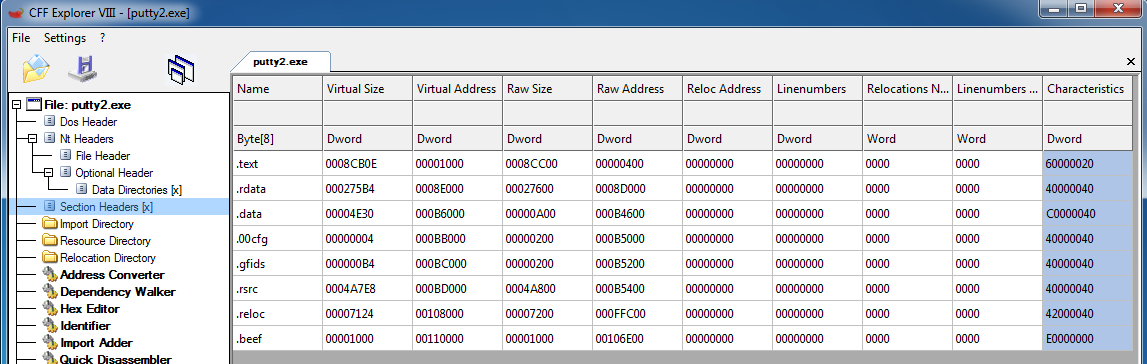 CFF Explorer VIII - [putty2.exe]
File Settings ?
putty2.exe
File: putty2.exe
Dos Header
Nt Headers
File Header
Optional Header
Data Directories [x]
Section Headers [x]
Import Directory
Resource Directory
Relocation Directory
Address Converter
Dependency Walker
Hex Editor
Identifier
Import Adder
Quick Disassembler
Name Virtual Size Virtual Address Raw Size Raw Address Reloc Address Linenumbers Relocations N... Linenumbers ... Characteristics
Byte[8] Dword Dword Dword Dword Dword Dword Word Word Dword
.text 0008CB0E 00001000 0008CC00 00000400 00000000 00000000 0000 0000 60000020
.rdata 000275B4 0008E000 00027600 0008D000 00000000 00000000 0000 0000 40000040
.data 00004E30 000B6000 00000A00 000B4600 00000000 00000000 0000 0000 C0000040
.00cfg 00000004 000BB000 00000200 000B5000 00000000 00000000 0000 0000 40000040
.gfids 000000B4 000BC000 00000200 000B5200 00000000 00000000 0000 0000 40000040
.rsrc 0004A7E8 000BD000 0004A800 000B5400 00000000 00000000 0000 0000 40000040
.reloc 00007124 00108000 00007200 000FFC00 00000000 00000000 0000 0000 42000040
.beef 00001000 00110000 00001000 00106E00 00000000 00000000 0000 0000 E0000000